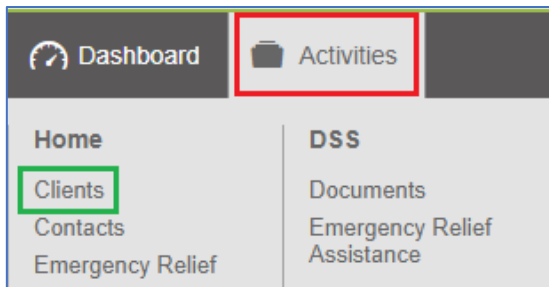 Dashboard
Activities
Home
Clients
Contacts
Emergency Relief
DSS
Documents
Emergency Relief
Assistance